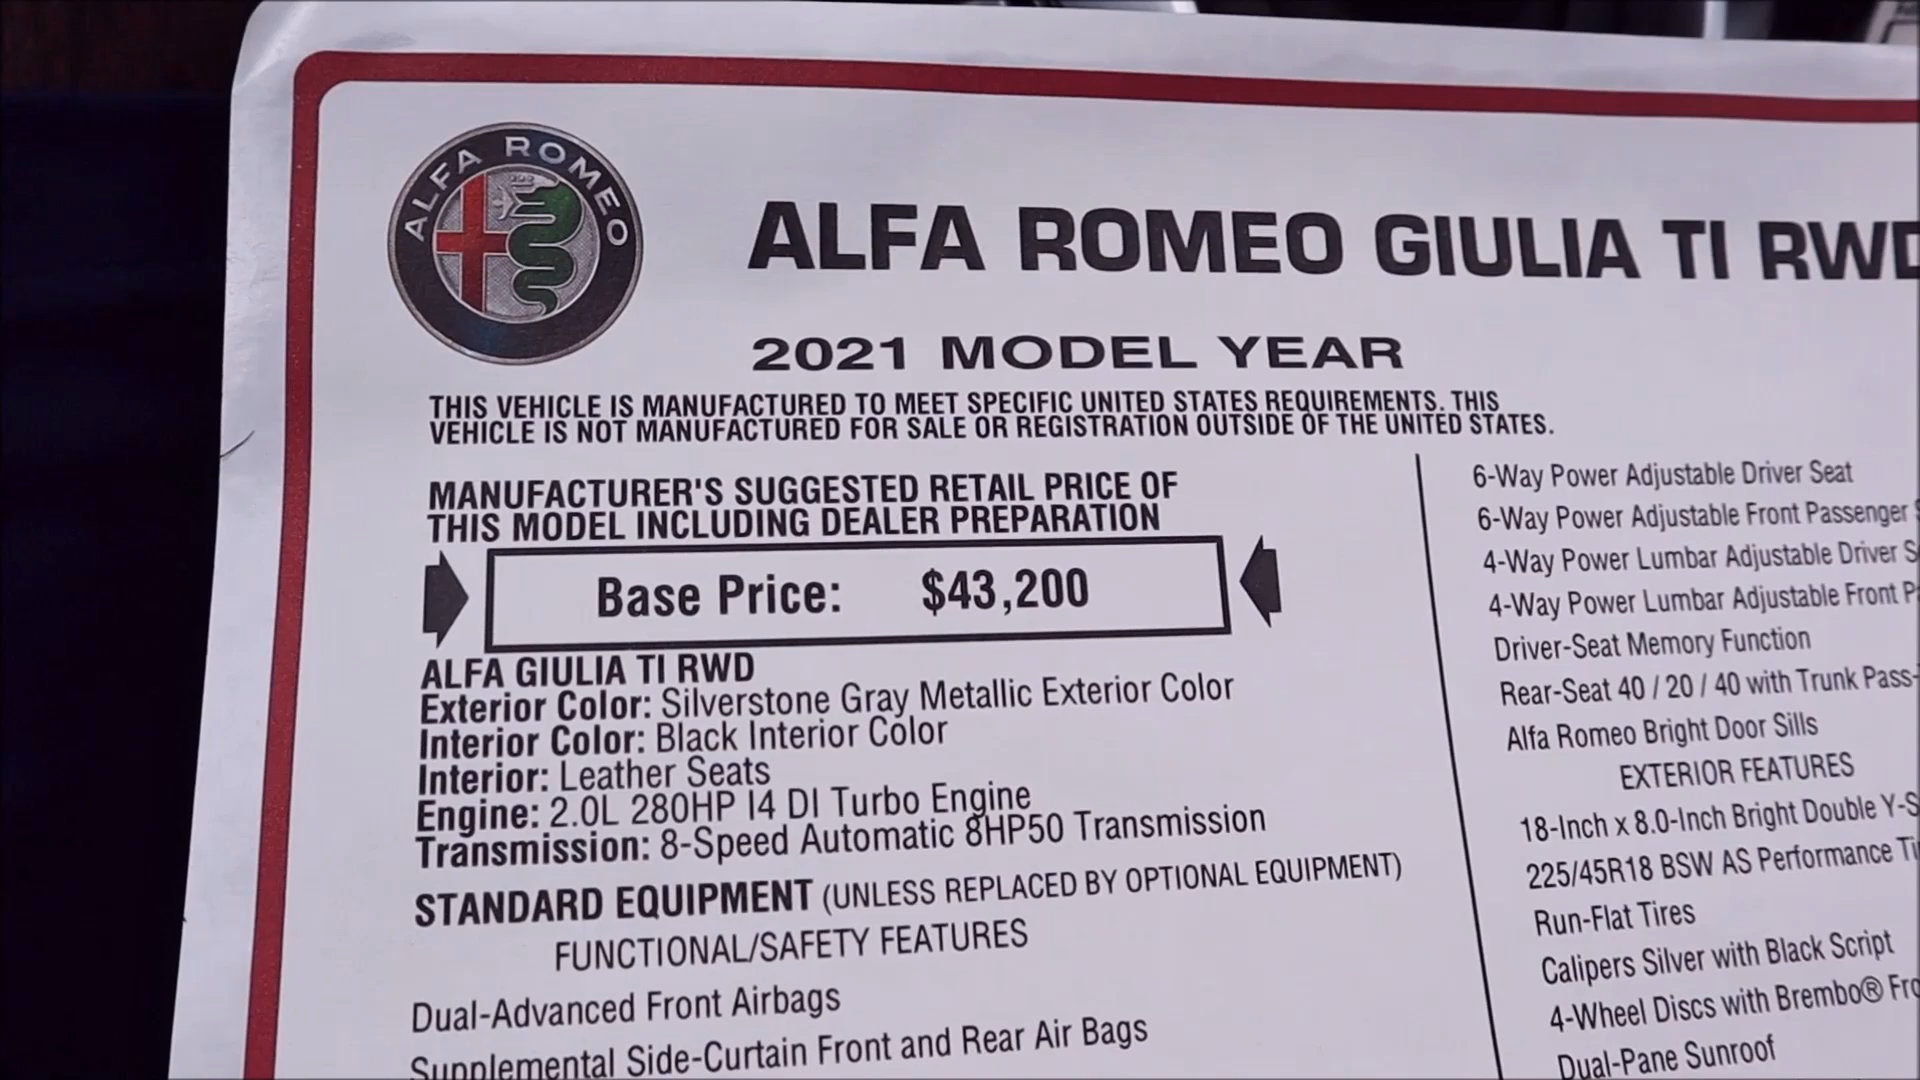 ALFA ROMEO
ALFA ROMEO GIULIA TI RWD
2021 MODEL YEAR
THIS VEHICLE IS MANUFACTURED TO MEET SPECIFIC UNITED STATES REQUIREMENTS. THIS
VEHICLE IS NOT MANUFACTURED FOR SALE OR REGISTRATION OUTSIDE OF THE UNITED STATES.
MANUFACTURER'S SUGGESTED RETAIL PRICE OF
THIS MODEL INCLUDING DEALER PREPARATION
Base Price: $43,200
ALFA GIULIA TI RWD
Exterior Color: Silverstone Gray Metallic Exterior Color
Interior Color: Black Interior Color
Interior: Leather Seats
Engine: 2.0L 280HP I4 DI Turbo Engine
Transmission: 8-Speed Automatic 8HP50 Transmission
STANDARD EQUIPMENT (UNLESS REPLACED BY OPTIONAL EQUIPMENT)
FUNCTIONAL/SAFETY FEATURES
Dual-Advanced Front Airbags
Supplemental Side-Curtain Front and Rear Air Bags
6-Way Power Adjustable Driver Seat
6-Way Power Adjustable Front Passenger
4-Way Power Lumbar Adjustable Driver
4-Way Power Lumbar Adjustable Front
Driver-Seat Memory Function
Rear-Seat 40 / 20 / 40 with Trunk Pass-
Alfa Romeo Bright Door Sills
EXTERIOR FEATURES
18-Inch x 8.0-Inch Bright Double Y-S
225/45R18 BSW AS Performance
Run-Flat Tires
Calipers Silver with Black Script
4-Wheel Discs with Brembo®
Dual-Pane Sunroof